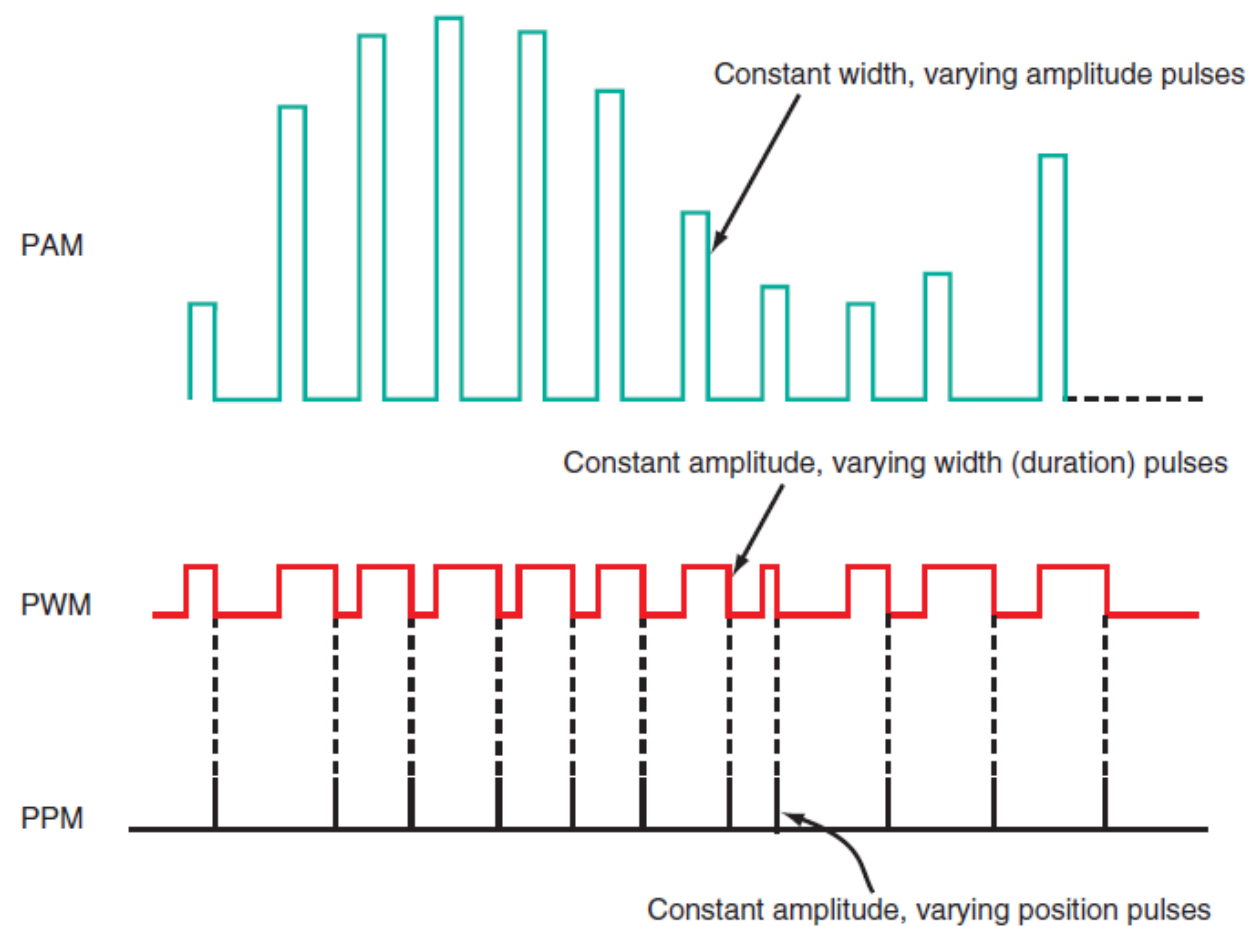 Constant width, varying amplitude pulses
PAM
Constant amplitude, varying width (duration) pulses
PWM
PPM
Constant amplitude, varying position pulses